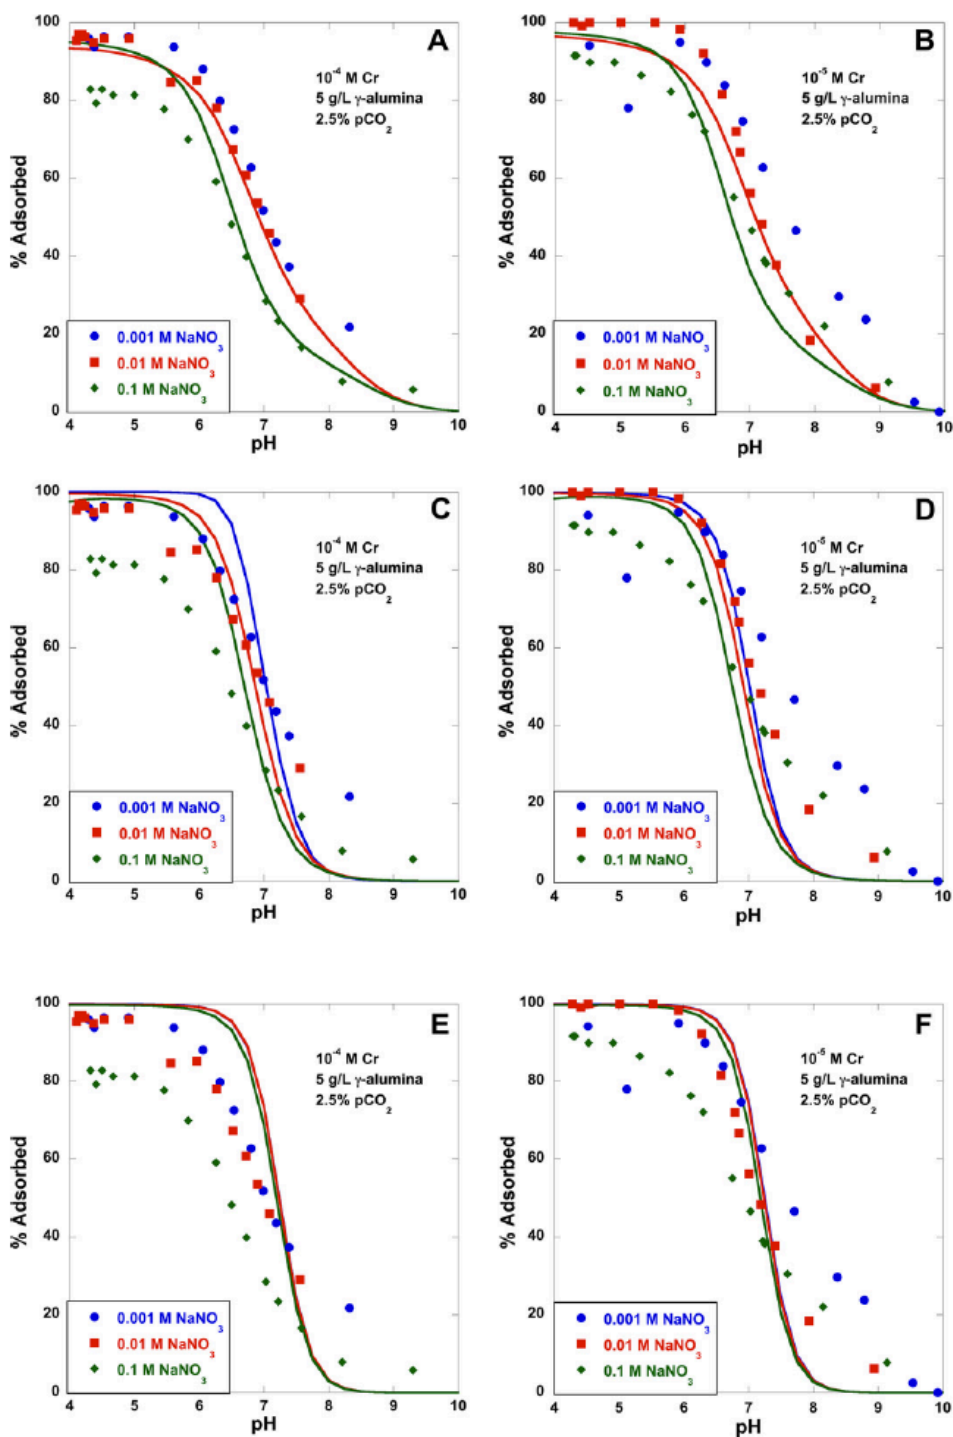 A
10⁻⁴ M Cr
5 g/L γ-alumina
2.5% pCO₂
% Adsorbed
100
80
60
40
20
0
0.001 M NaNO₃
0.01 M NaNO₃
0.1 M NaNO₃
4 5 6 7 8 9 10
pH
B
10⁻⁵ M Cr
5 g/L γ-alumina
2.5% pCO₂
% Adsorbed
100
80
60
40
20
0
0.001 M NaNO₃
0.01 M NaNO₃
0.1 M NaNO₃
4 5 6 7 8 9 10
pH
C
10⁻⁴ M Cr
5 g/L γ-alumina
2.5% pCO₂
% Adsorbed
100
80
60
40
20
0
0.001 M NaNO₃
0.01 M NaNO₃
0.1 M NaNO₃
4 5 6 7 8 9 10
pH
D
10⁻⁵ M Cr
5 g/L γ-alumina
2.5% pCO₂
% Adsorbed
100
80
60
40
20
0
0.001 M NaNO₃
0.01 M NaNO₃
0.1 M NaNO₃
4 5 6 7 8 9 10
pH
E
10⁻⁴ M Cr
5 g/L γ-alumina
2.5% pCO₂
% Adsorbed
100
80
60
40
20
0
0.001 M NaNO₃
0.01 M NaNO₃
0.1 M NaNO₃
4 5 6 7 8 9 10
pH
F
10⁻⁵ M Cr
5 g/L γ-alumina
2.5% pCO₂
% Adsorbed
100
80
60
40
20
0
0.001 M NaNO₃
0.01 M NaNO₃
0.1 M NaNO₃
4 5 6 7 8 9 10
pH